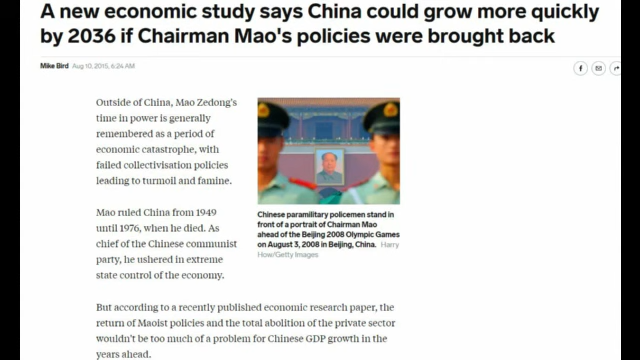 A new economic study says China could grow more quickly
by 2036 if Chairman Mao's policies were brought back
Mike Bird Aug 10, 2015, 6:24 AM
Outside of China, Mao Zedong's
time in power is generally
remembered as a period of
economic catastrophe, with
failed collectivisation policies
leading to turmoil and famine.
Mao ruled China from 1949
until 1976, when he died. As
chief of the Chinese communist
party, he ushered in extreme
state control of the economy.
Chinese paramilitary policemen stand in
front of a portrait of Chairman Mao
ahead of the Beijing 2008 Olympic Games
on August 3, 2008 in Beijing, China. Harry
How/Getty Images
But according to a recently published economic research paper, the
return of Maoist policies and the total abolition of the private sector
wouldn't be too much of a problem for Chinese GDP growth in the
years ahead.